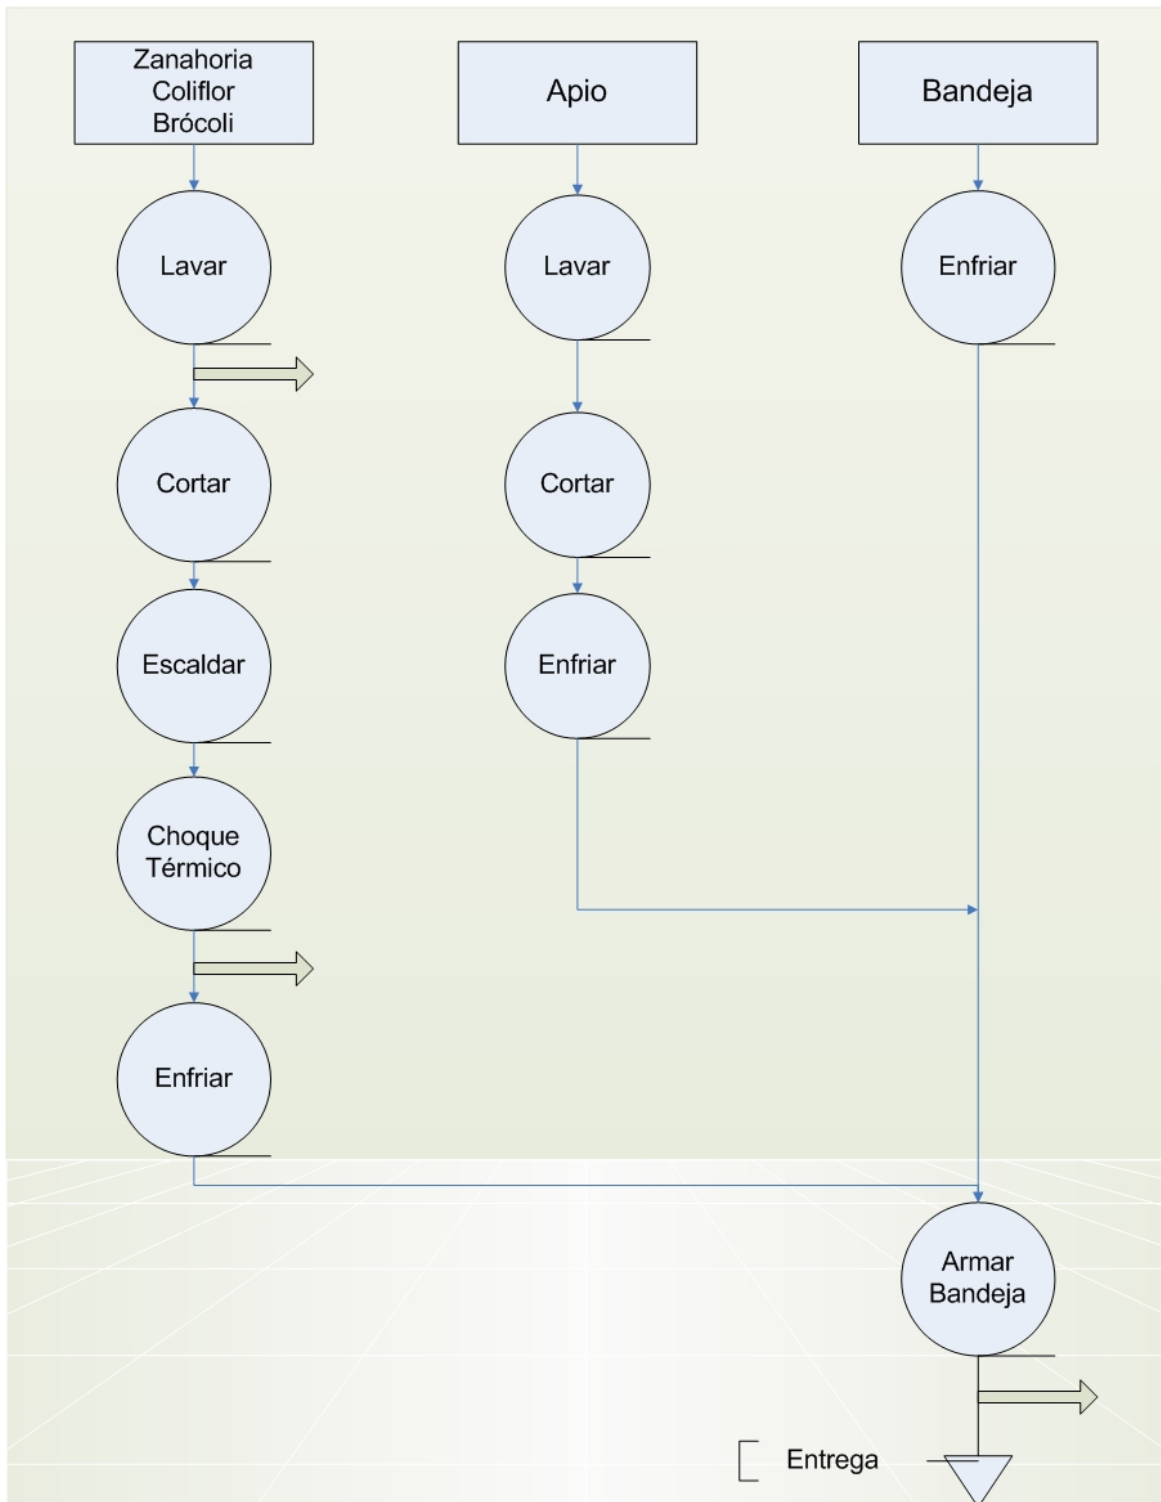 Zanahoria
Coliflor
Brócoli
Apio
Bandeja
Lavar
Lavar
Enfriar
Cortar
Cortar
Escaldar
Enfriar
Choque
Térmico
Enfriar
Armar
Bandeja
Entrega